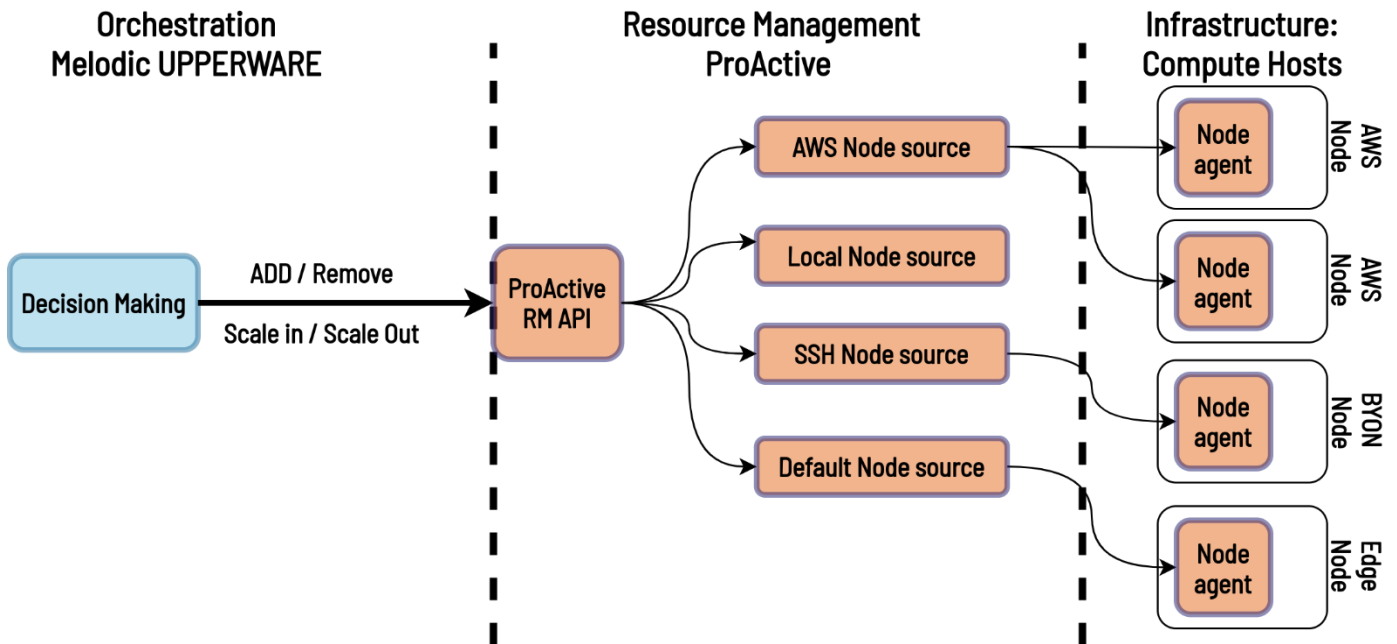 Orchestration
Melodic UPPERWARE
Resource Management
ProActive
Infrastructure:
Compute Hosts
Decision Making
ADD / Remove
Scale in / Scale Out
ProActive
RM API
AWS Node source
Local Node source
SSH Node source
Default Node source
Node
agent
AWS
Node
Node
agent
AWS
Node
Node
agent
BYON
Node
Node
agent
Edge
Node